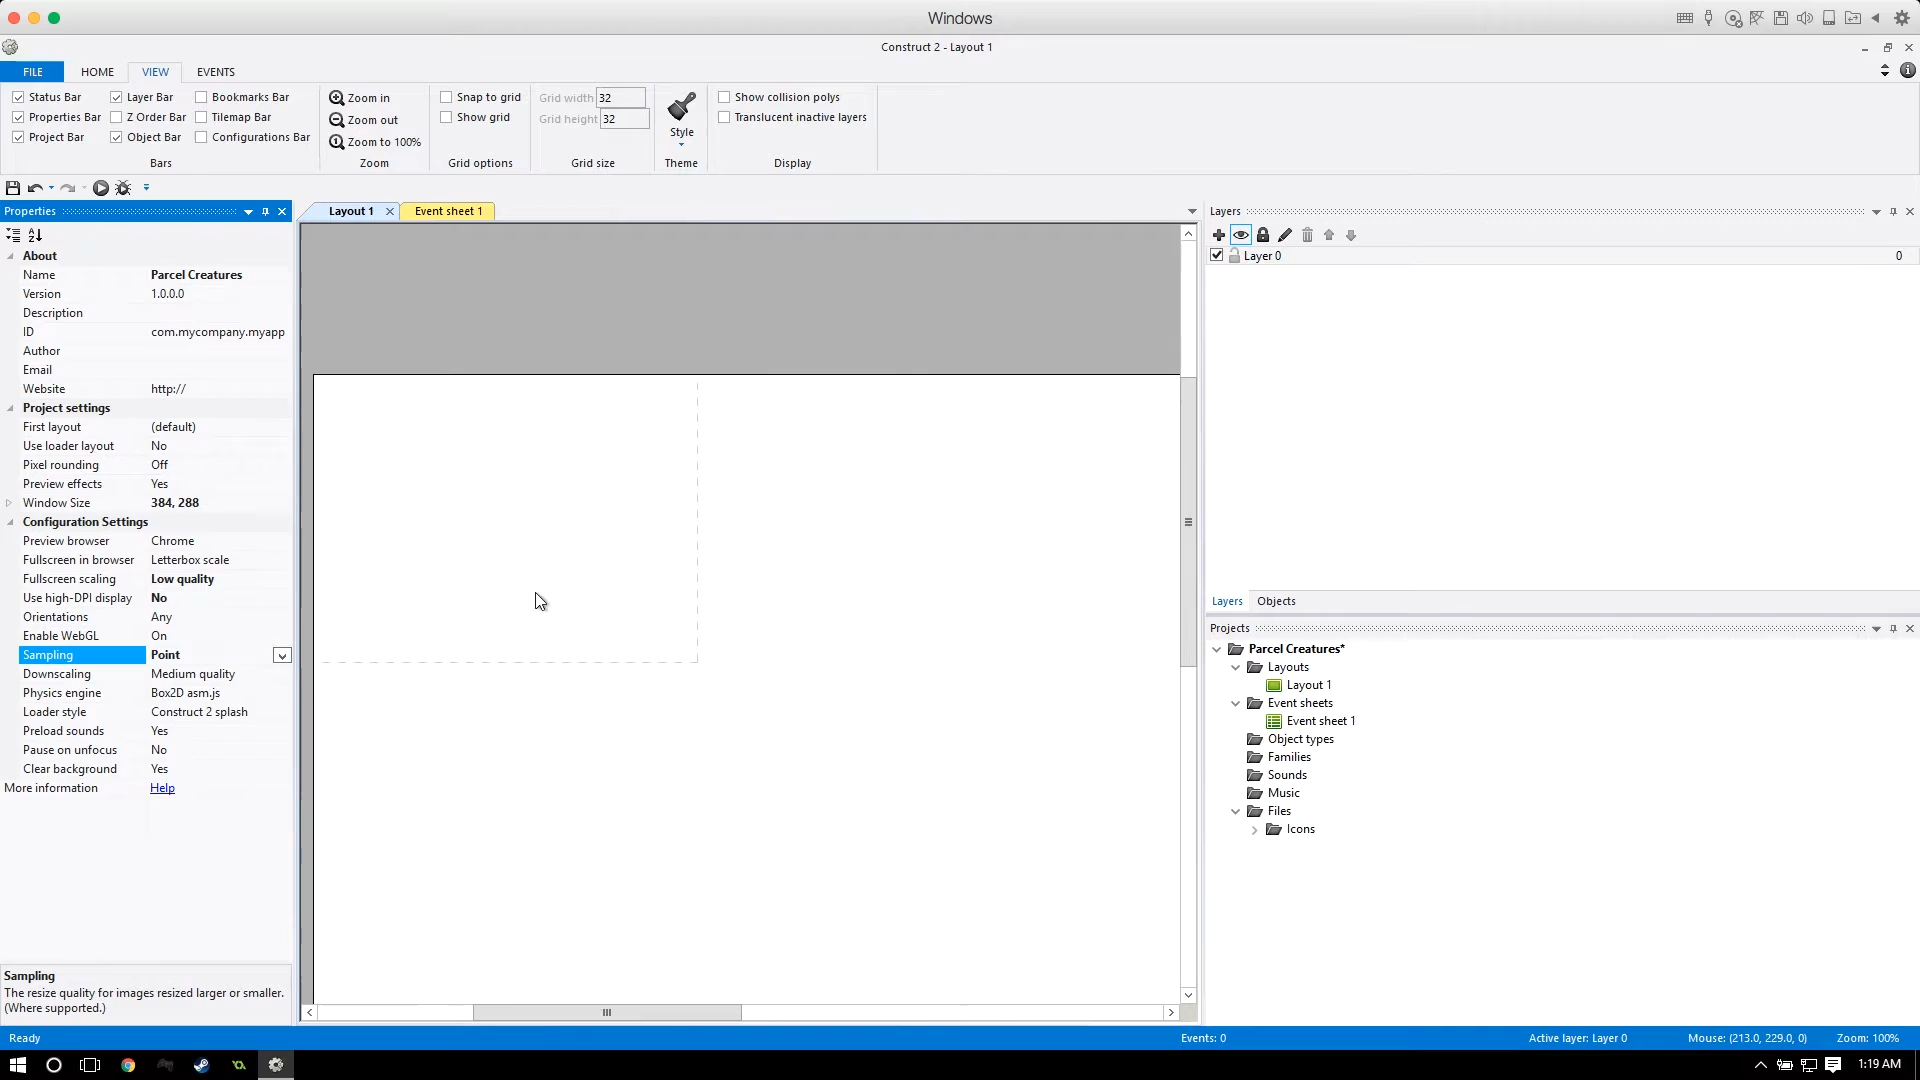 Windows
Construct 2 - Layout 1
FILE HOME VIEW EVENTS
Status Bar Layer Bar Bookmarks Bar Zoom in Snap to grid Grid width 32 Show collision polys
Properties Bar Z Order Bar Tilemap Bar Zoom out Show grid Grid height 32 Style Translucent inactive layers
Project Bar Object Bar Configurations Bar Zoom to 100%
Bars Zoom Grid options Grid size Theme Display
Properties
Layout 1 Event sheet 1
About
Name Parcel Creatures
Version 1.0.0.0
Description
ID com.mycompany.myapp
Author
Email
Website http://
Project settings
First layout (default)
Use loader layout No
Pixel rounding Off
Preview effects Yes
Window Size 384, 288
Configuration Settings
Preview browser Chrome
Fullscreen in browser Letterbox scale
Fullscreen scaling Low quality
Use high-DPI display No
Orientations Any
Enable WebGL On
Sampling Point
Downscaling Medium quality
Physics engine Box2D asm.js
Loader style Construct 2 splash
Preload sounds Yes
Pause on unfocus No
Clear background Yes
More information Help
Sampling
The resize quality for images resized larger or smaller.
(Where supported.)
Layers
Layer 0 0
Layers Objects
Projects
Parcel Creatures*
Layouts
Layout 1
Event sheets
Event sheet 1
Object types
Families
Sounds
Music
Files
Icons
Ready Events: 0 Active layer: Layer 0 Mouse: (213.0, 229.0, 0) Zoom: 100%
1:19 AM